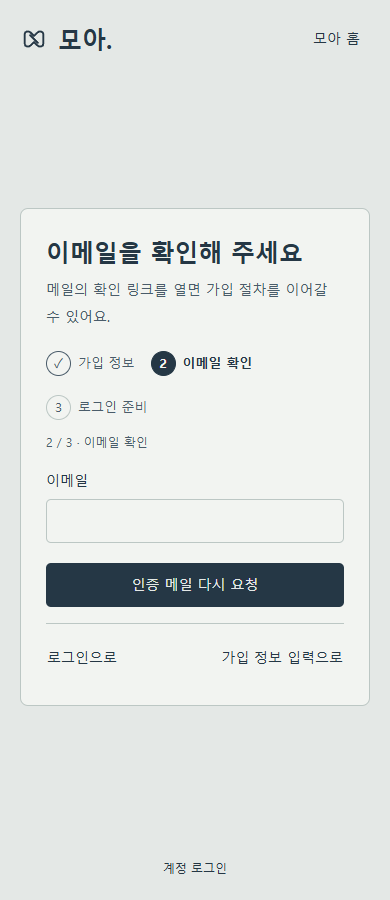 모아.
모아 홈
이메일을 확인해 주세요
메일의 확인 링크를 열면 가입 절차를 이어갈
수 있어요.
✓ 가입 정보 2 이메일 확인
3 로그인 준비
2 / 3 · 이메일 확인
이메일
인증 메일 다시 요청
로그인으로 가입 정보 입력으로
계정 로그인